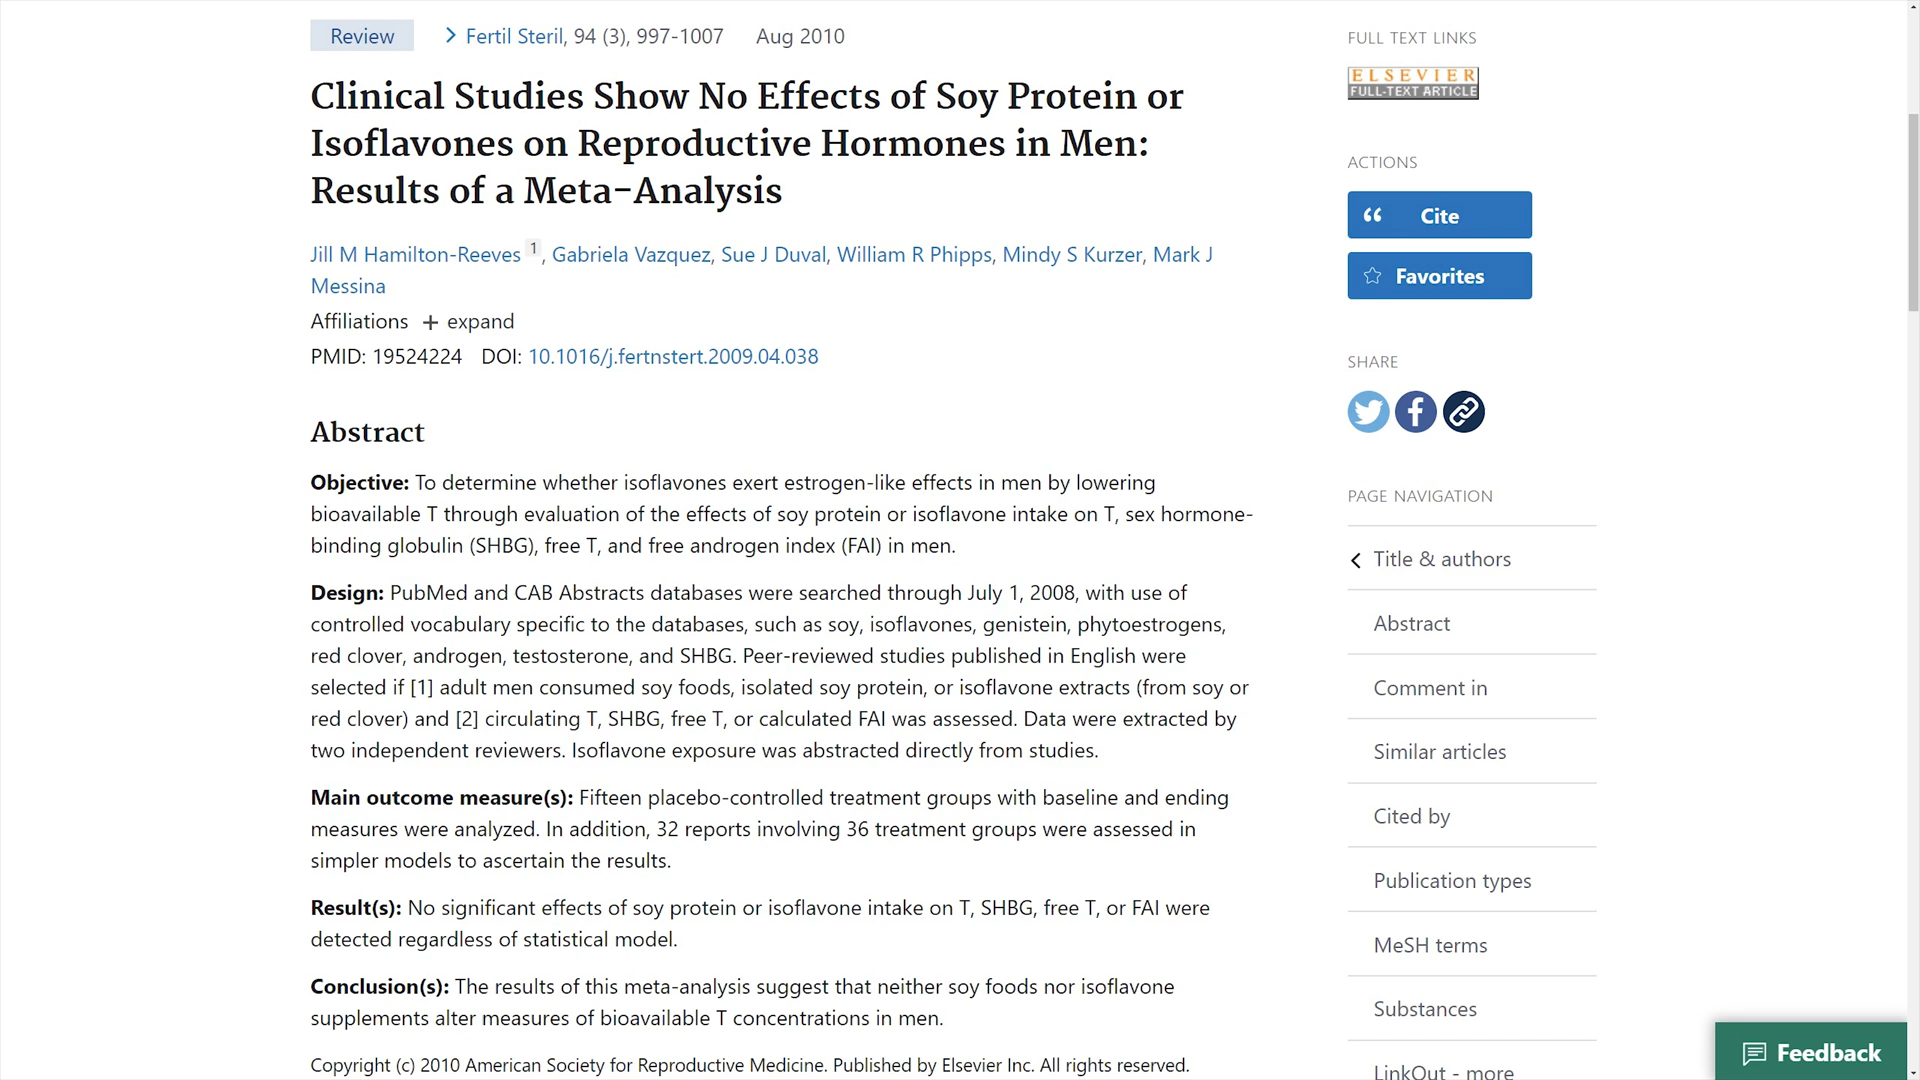 Review
Fertil Steril, 94 (3), 997-1007
Aug 2010
Clinical Studies Show No Effects of Soy Protein or
Isoflavones on Reproductive Hormones in Men:
Results of a Meta-Analysis
Jill M Hamilton-Reeves 1, Gabriela Vazquez, Sue J Duval, William R Phipps, Mindy S Kurzer, Mark J
Messina
Affiliations + expand
PMID: 19524224 DOI: 10.1016/j.fertnstert.2009.04.038
Abstract
Objective: To determine whether isoflavones exert estrogen-like effects in men by lowering
bioavailable T through evaluation of the effects of soy protein or isoflavone intake on T, sex hormone-
binding globulin (SHBG), free T, and free androgen index (FAI) in men.
Design: PubMed and CAB Abstracts databases were searched through July 1, 2008, with use of
controlled vocabulary specific to the databases, such as soy, isoflavones, genistein, phytoestrogens,
red clover, androgen, testosterone, and SHBG. Peer-reviewed studies published in English were
selected if [1] adult men consumed soy foods, isolated soy protein, or isoflavone extracts (from soy or
red clover) and [2] circulating T, SHBG, free T, or calculated FAI was assessed. Data were extracted by
two independent reviewers. Isoflavone exposure was abstracted directly from studies.
Main outcome measure(s): Fifteen placebo-controlled treatment groups with baseline and ending
measures were analyzed. In addition, 32 reports involving 36 treatment groups were assessed in
simpler models to ascertain the results.
Result(s): No significant effects of soy protein or isoflavone intake on T, SHBG, free T, or FAI were
detected regardless of statistical model.
Conclusion(s): The results of this meta-analysis suggest that neither soy foods nor isoflavone
supplements alter measures of bioavailable T concentrations in men.
Copyright (c) 2010 American Society for Reproductive Medicine. Published by Elsevier Inc. All rights reserved.
FULL TEXT LINKS
ELSEVIER
FULL-TEXT ARTICLE
ACTIONS
Cite
Favorites
SHARE
PAGE NAVIGATION
Title & authors
Abstract
Comment in
Similar articles
Cited by
Publication types
MeSH terms
Substances
LinkOut - more
Feedback